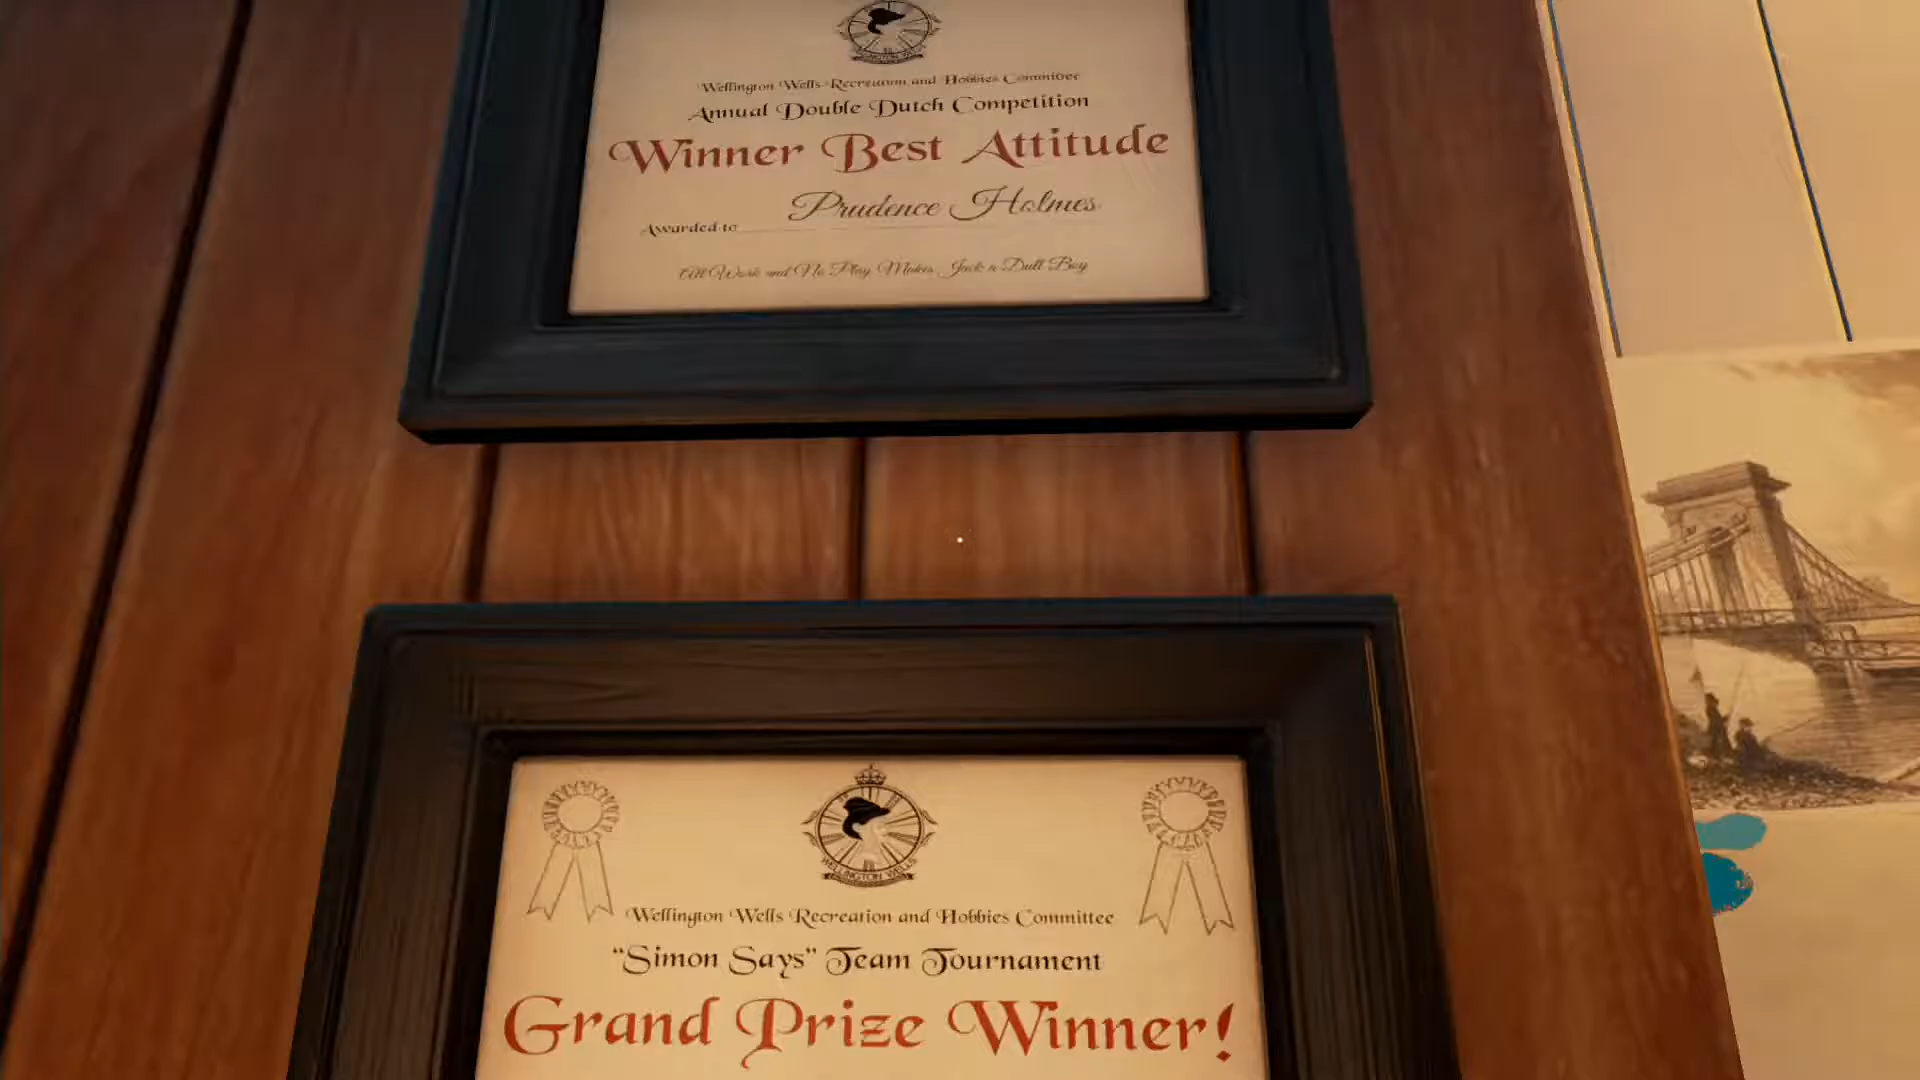 Wellington Wells Recreation and Hobbies Committee
Annual Double Dutch Competition
Winner Best Attitude
Prudence Holmes
Awarded to
All Work and No Play Makes Jack a Dull Boy
WELLINGTON WELLS
Wellington Wells Recreation and Hobbies Committee
"Simon Says" Team Tournament
Grand Prize Winner!